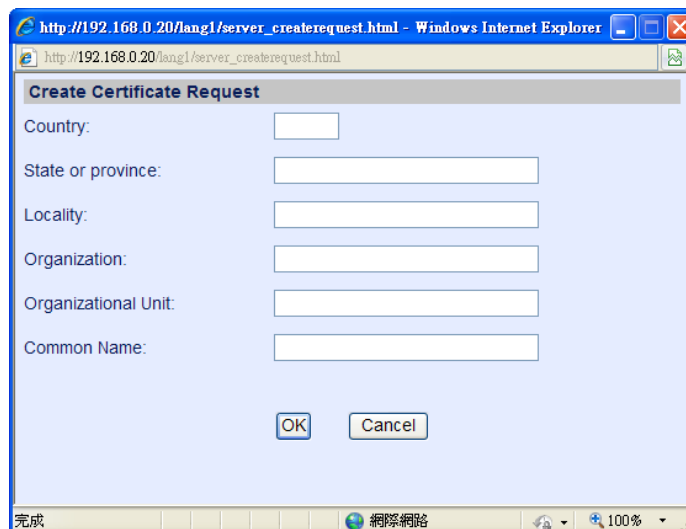 http://192.168.0.20/lang1/server_createrequest.html - Windows Internet Explorer
http://192.168.0.20/lang1/server_createrequest.html
Create Certificate Request
Country:
State or province:
Locality:
Organization:
Organizational Unit:
Common Name:
OK Cancel
完成 網際網路 100%